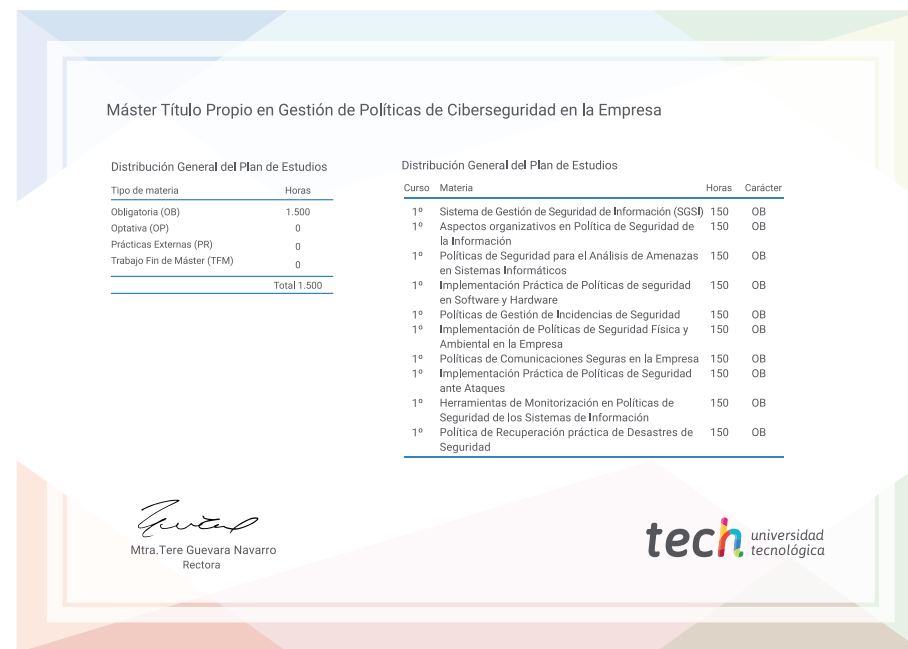 Máster Título Propio en Gestión de Políticas de Ciberseguridad en la Empresa
Distribución General del Plan de Estudios
Tipo de materia Horas
Obligatoria (OB) 1.500
Optativa (OP) 0
Prácticas Externas (PR) 0
Trabajo Fin de Máster (TFM) 0
Total 1.500
Distribución General del Plan de Estudios
Curso Materia Horas Carácter
1º Sistema de Gestión de Seguridad de Información (SGSI) 150 OB
1º Aspectos organizativos en Política de Seguridad de 150 OB
la Información
1º Políticas de Seguridad para el Análisis de Amenazas 150 OB
en Sistemas Informáticos
1º Implementación Práctica de Políticas de seguridad 150 OB
en Software y Hardware
1º Políticas de Gestión de Incidencias de Seguridad 150 OB
1º Implementación de Políticas de Seguridad Física y 150 OB
Ambiental en la Empresa
1º Políticas de Comunicaciones Seguras en la Empresa 150 OB
1º Implementación Práctica de Políticas de Seguridad 150 OB
ante Ataques
1º Herramientas de Monitorización en Políticas de 150 OB
Seguridad de los Sistemas de Información
1º Política de Recuperación práctica de Desastres de 150 OB
Seguridad
Mtra.Tere Guevara Navarro
Rectora
tech universidad
tecnológica